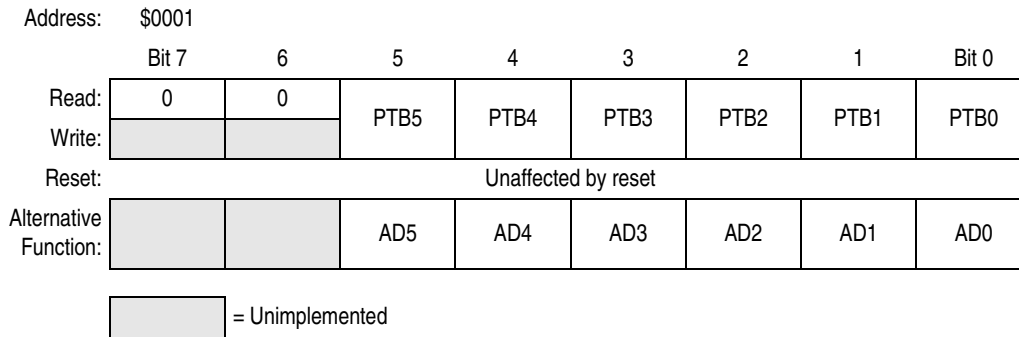 Address: $0001
Bit 7 6 5 4 3 2 1 Bit 0
Read: 0 0 PTB5 PTB4 PTB3 PTB2 PTB1 PTB0
Write:
Reset: Unaffected by reset
Alternative
Function: AD5 AD4 AD3 AD2 AD1 AD0
= Unimplemented